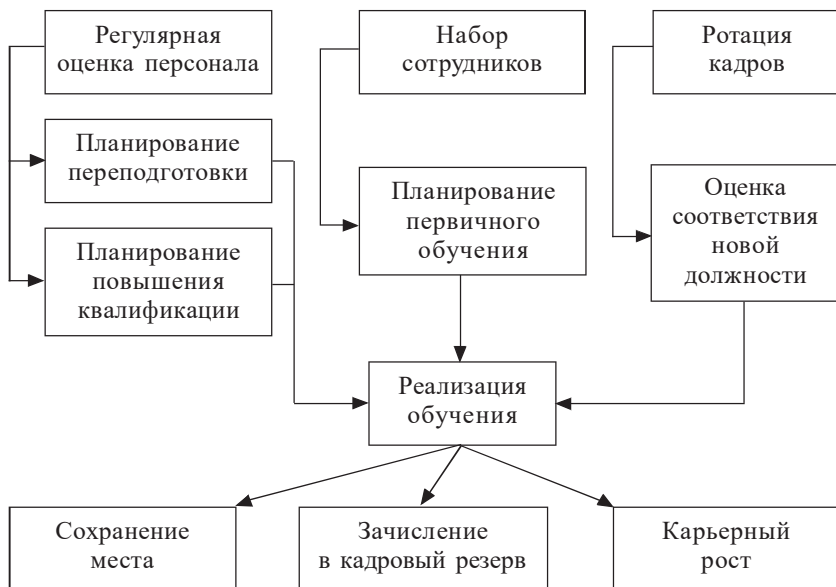 Регулярная
оценка персонала
Набор
сотрудников
Ротация
кадров
Планирование
переподготовки
Планирование
первичного
обучения
Оценка
соответствия
новой
должности
Планирование
повышения
квалификации
Реализация
обучения
Сохранение
места
Зачисление
в кадровый резерв
Карьерный
рост